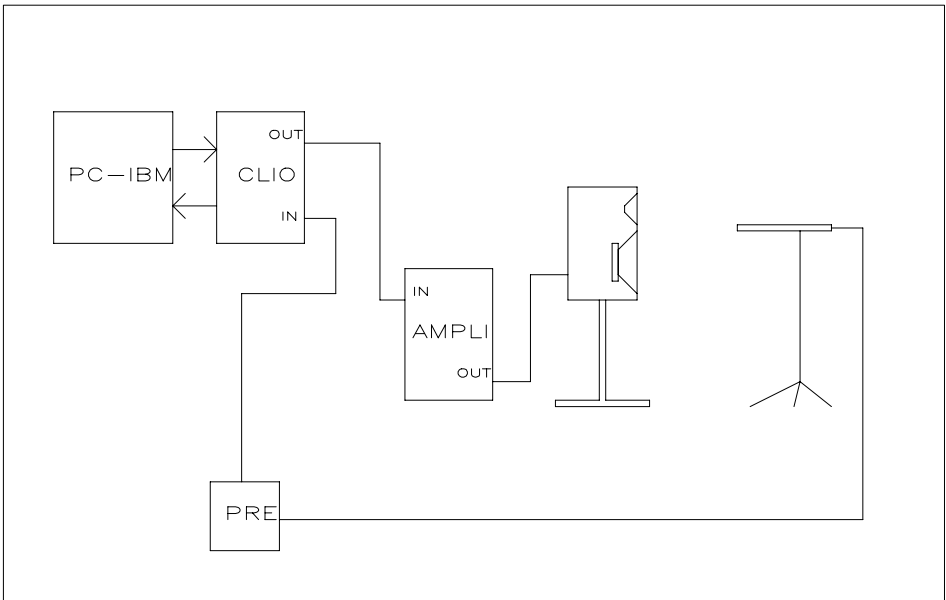 OUT
PC-IBM
CLIO
IN
IN
AMPLI
OUT
PRE